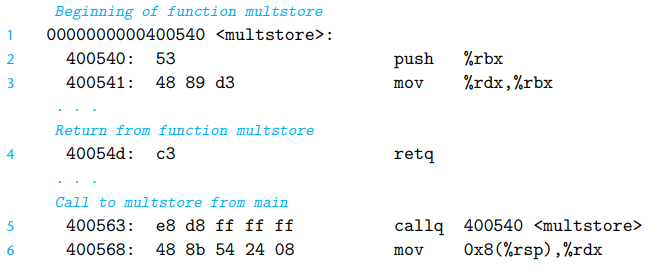 Beginning of function multstore
1 0000000000400540 <multstore>:
2 400540: 53 push %rbx
3 400541: 48 89 d3 mov %rdx,%rbx
. . .
Return from function multstore
4 40054d: c3 retq
. . .
Call to multstore from main
5 400563: e8 d8 ff ff ff callq 400540 <multstore>
6 400568: 48 8b 54 24 08 mov 0x8(%rsp),%rdx